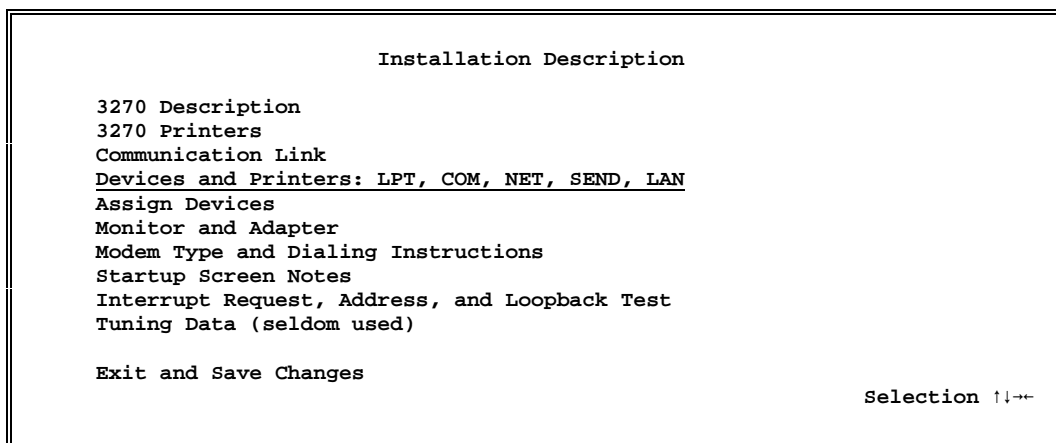 Installation Description
3270 Description
3270 Printers
Communication Link
Devices and Printers: LPT, COM, NET, SEND, LAN
Assign Devices
Monitor and Adapter
Modem Type and Dialing Instructions
Startup Screen Notes
Interrupt Request, Address, and Loopback Test
Tuning Data (seldom used)
Exit and Save Changes
Selection ↑↓→←